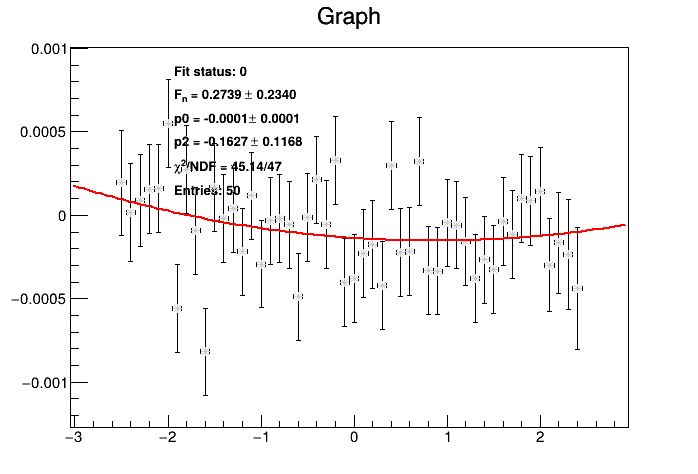 Graph
0.001
0.0005
0
−0.0005
−0.001
Fit status: 0
Fn = 0.2739 ± 0.2340
p0 = -0.0001 ± 0.0001
p2 = -0.1627 ± 0.1168
χ²/NDF = 45.14/47
Entries: 50
−3 −2 −1 0 1 2